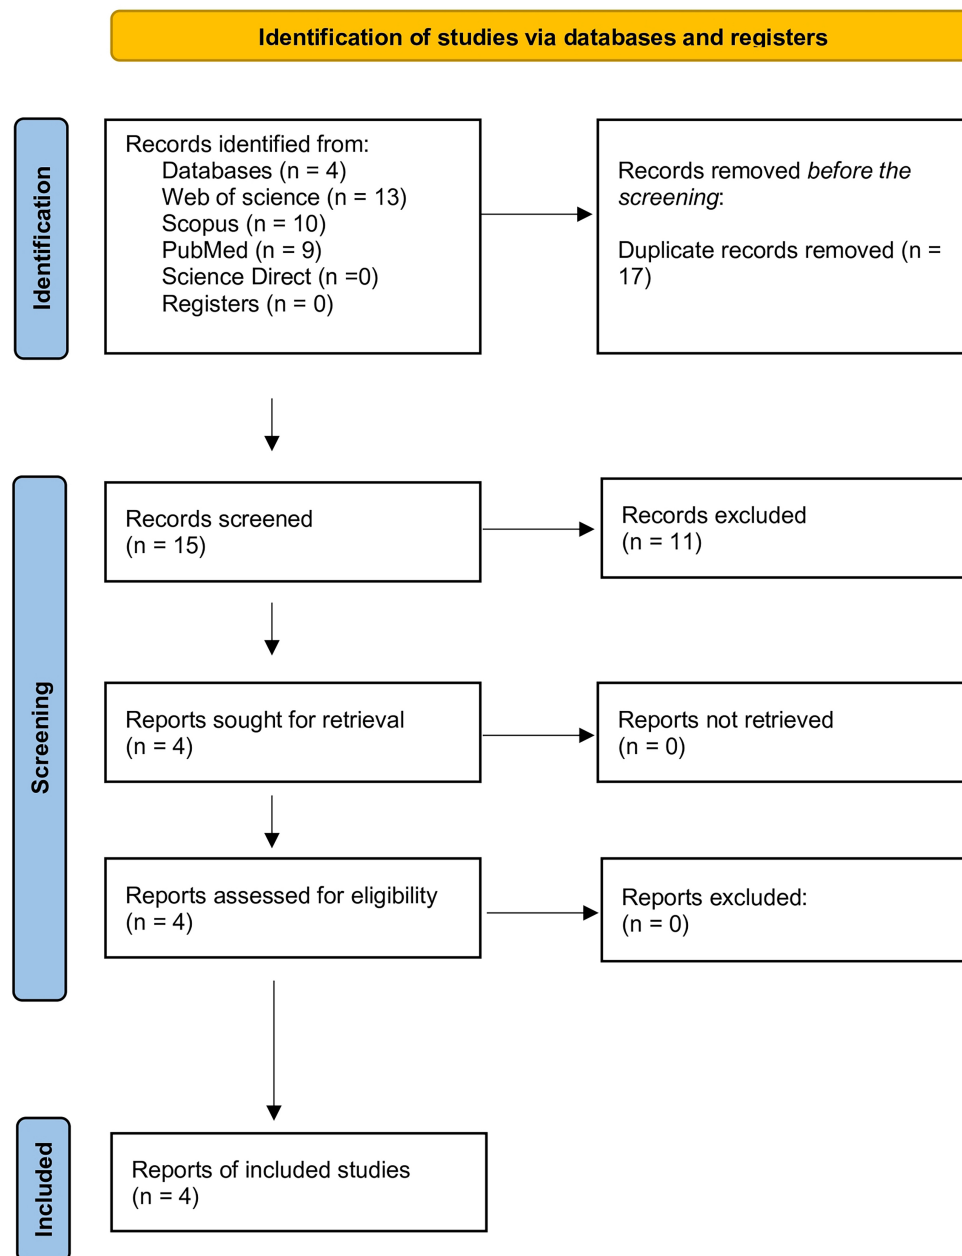 Identification of studies via databases and registers
Identification
Records identified from:
Databases (n = 4)
Web of science (n = 13)
Scopus (n = 10)
PubMed (n = 9)
Science Direct (n =0)
Registers (n = 0)
Records removed before the
screening:
Duplicate records removed (n =
17)
Screening
Records screened
(n = 15)
Records excluded
(n = 11)
Reports sought for retrieval
(n = 4)
Reports not retrieved
(n = 0)
Reports assessed for eligibility
(n = 4)
Reports excluded:
(n = 0)
Included
Reports of included studies
(n = 4)